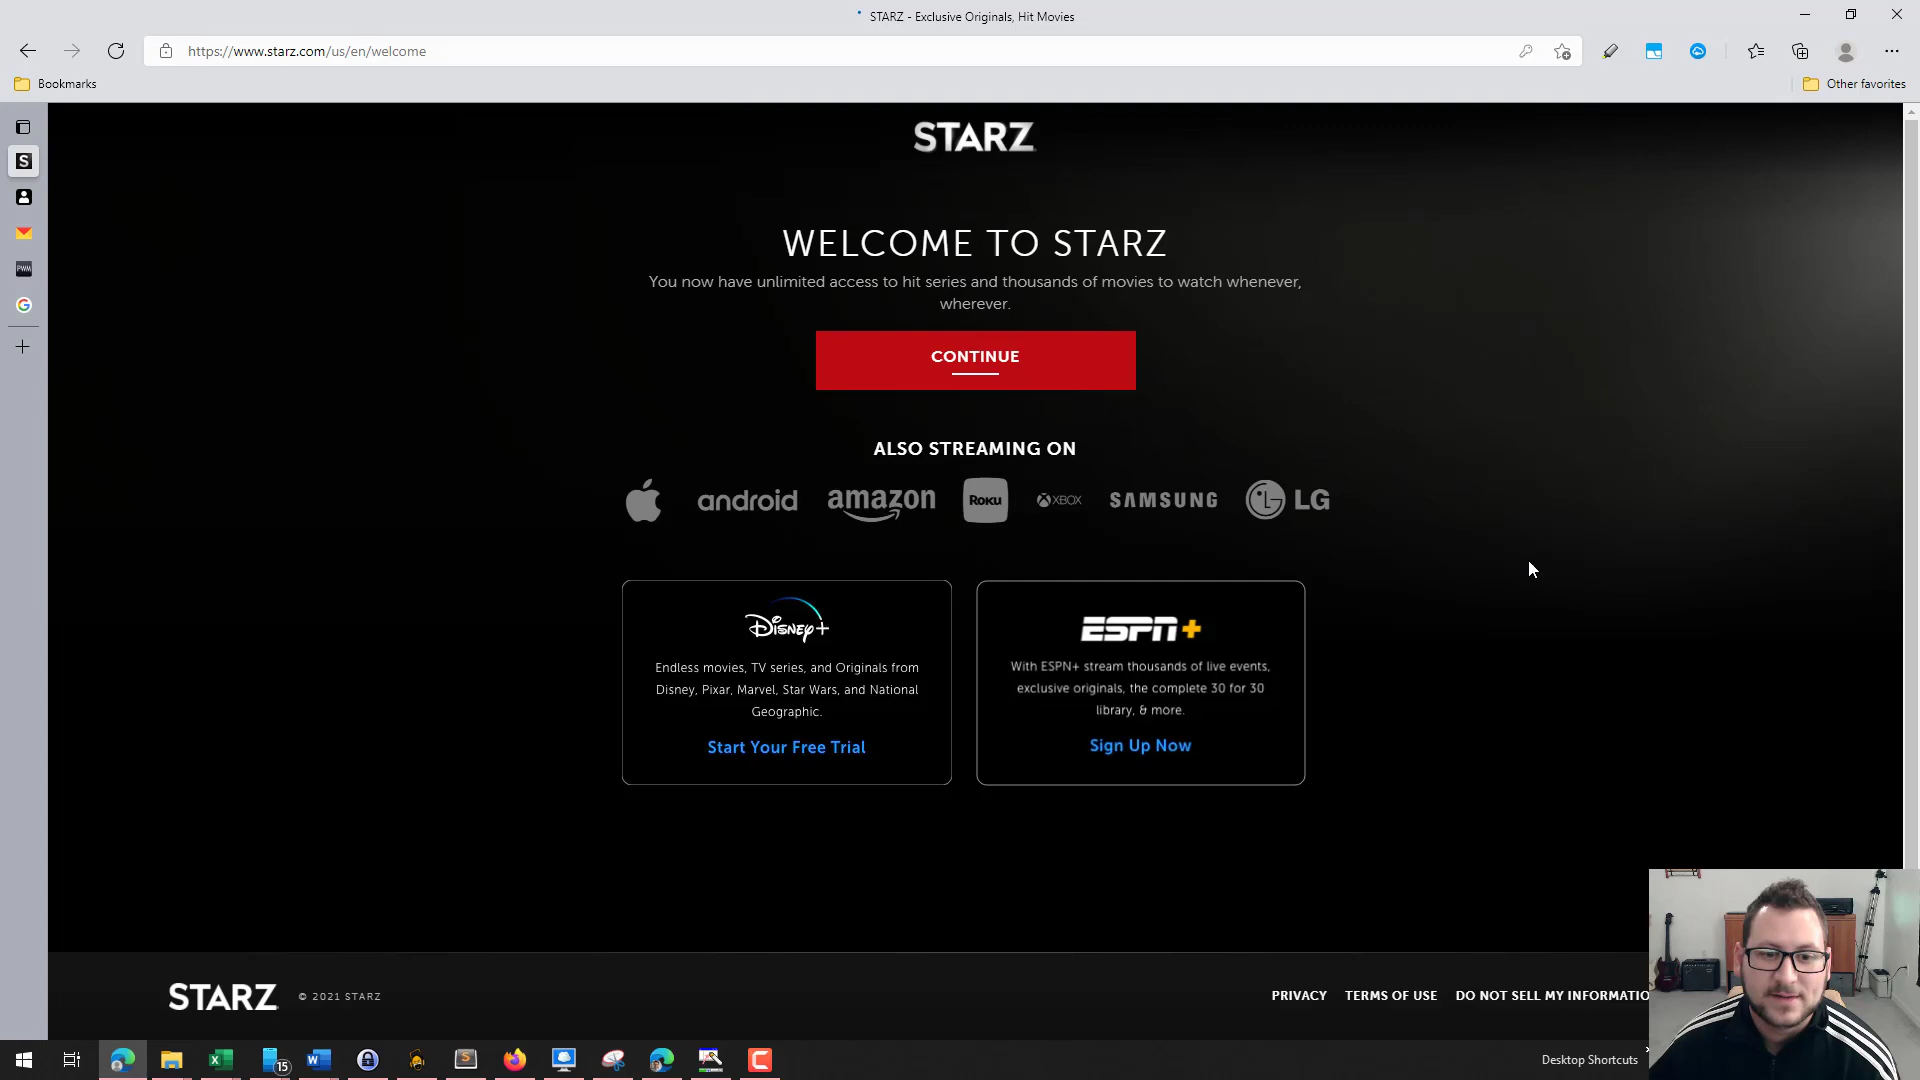 STARZ - Exclusive Originals, Hit Movies
https://www.starz.com/us/en/welcome
Bookmarks
Other favorites
STARZ
WELCOME TO STARZ
You now have unlimited access to hit series and thousands of movies to watch whenever,
wherever.
CONTINUE
ALSO STREAMING ON
android
amazon
Roku
XBOX
SAMSUNG
LG
Disney+
Endless movies, TV series, and Originals from
Disney, Pixar, Marvel, Star Wars, and National
Geographic.
Start Your Free Trial
ESPN+
With ESPN+ stream thousands of live events,
exclusive originals, the complete 30 for 30
library, & more.
Sign Up Now
STARZ
© 2021 STARZ
PRIVACY
TERMS OF USE
DO NOT SELL MY INFORMATIO
S
PWM
G
15
Desktop Shortcuts